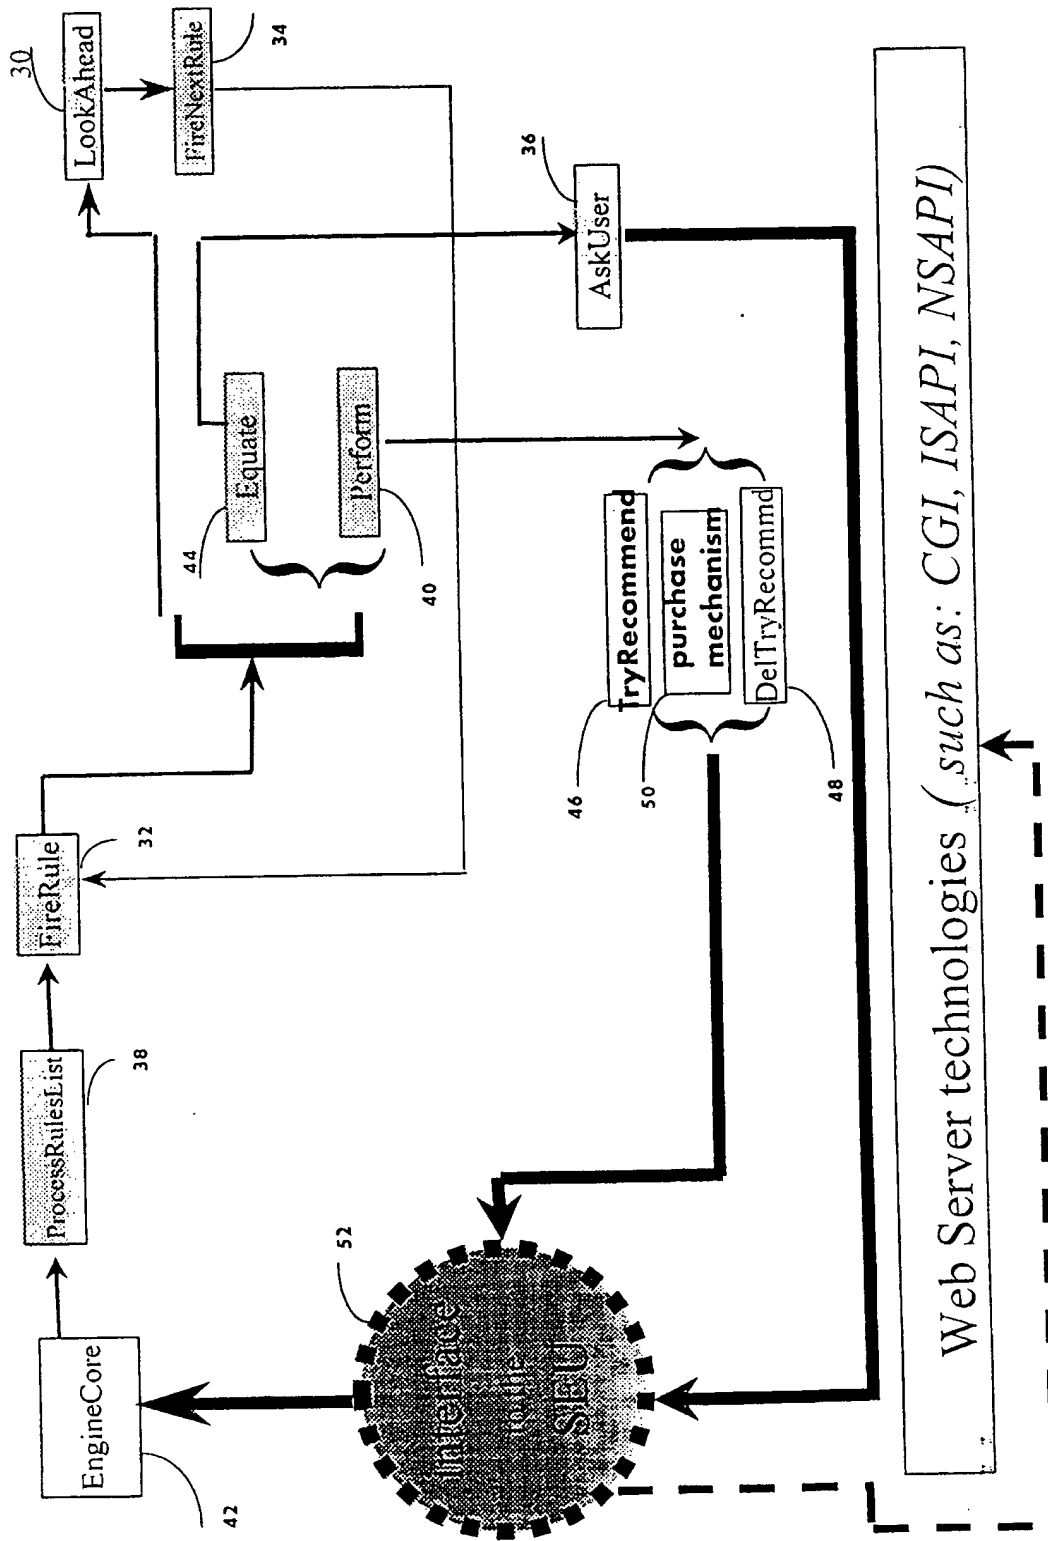 EngineCore
42
ProcessRulesList
38
FireRule
32
LookAhead
30
FireNextRule
34
Equate
44
Perform
40
AskUser
36
TryRecommend
46
purchase
mechanism
50
DelTryRecommd
48
Interface
to the
SEU
52
Web Server technologies ( such as: CGI, ISAPI, NSAPI)